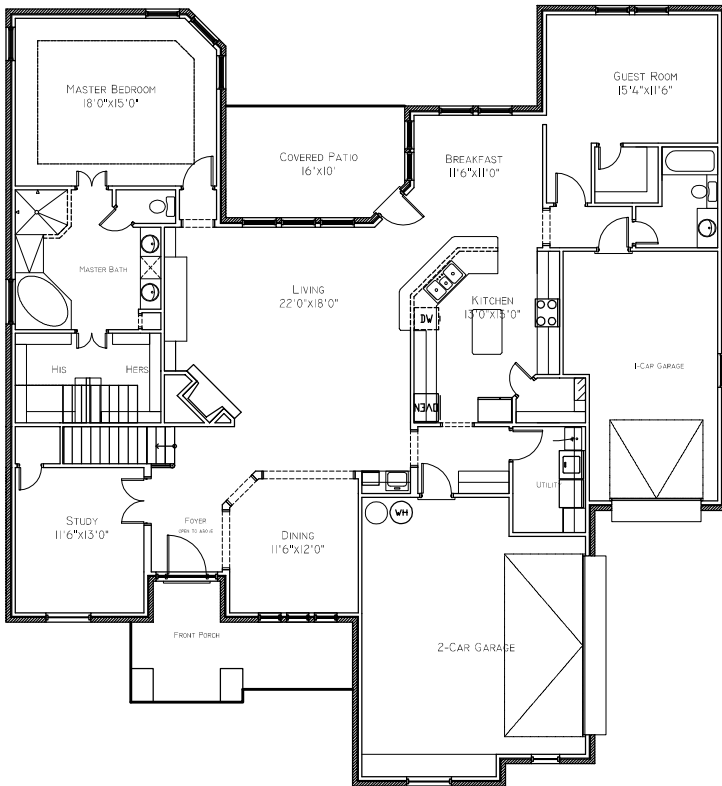 GUEST ROOM
15'4"X11'6"
MASTER BEDROOM
18'0"X15'0"
COVERED PATIO
16'X10'
BREAKFAST
11'6"X11'0"
MASTER BATH
LIVING
22'0"X18'0"
KITCHEN
13'0"X15'0"
DW
HIS
HERS
1-CAR GARAGE
OVEN
UTILITY
STUDY
11'6"X13'0"
FOYER
OPEN TO ABOVE
DINING
11'6"X12'0"
WH
FRONT PORCH
2-CAR GARAGE